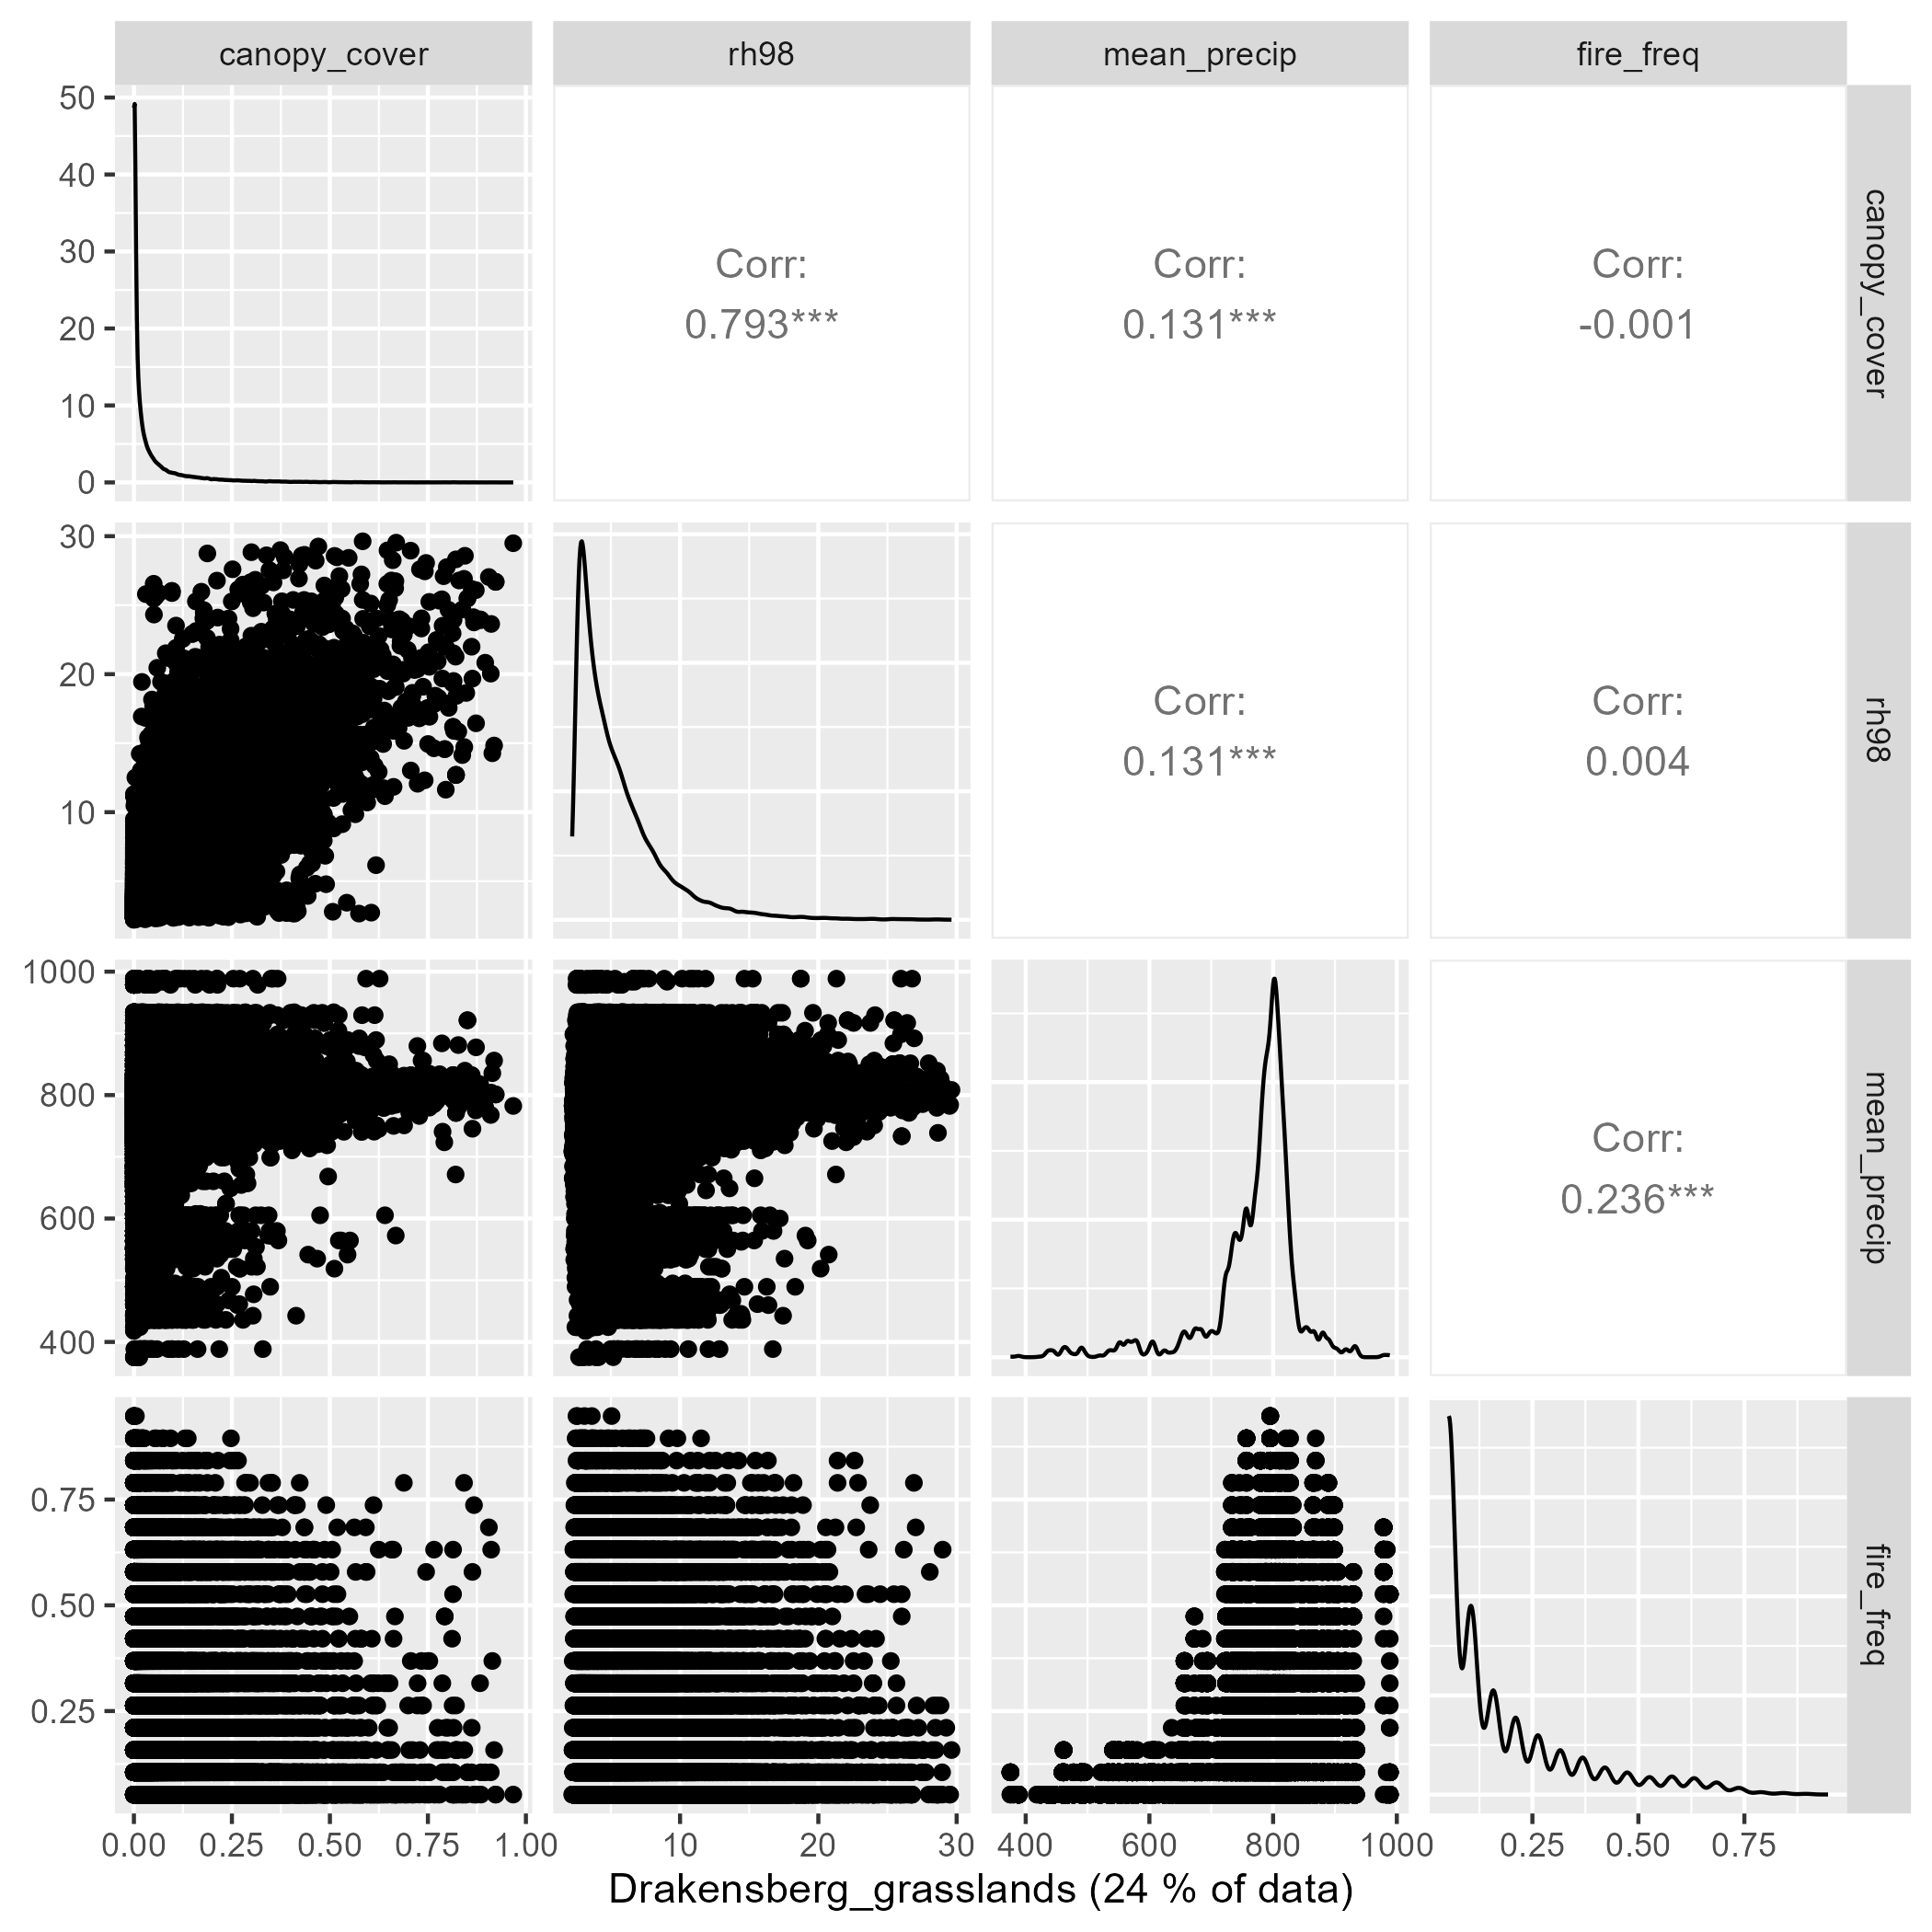 canopy_cover rh98 mean_precip fire_freq
50
40
30
20
10
0
Corr:
0.793***
Corr:
0.131***
Corr:
-0.001
canopy_cover
30
20
10
Corr:
0.131***
Corr:
0.004
rh98
1000
800
600
400
Corr:
0.236***
mean_precip
0.75
0.50
0.25
fire_freq
0.00 0.25 0.50 0.75 1.00 10 20 30 400 600 800 1000 0.25 0.50 0.75
Drakensberg_grasslands (24 % of data)